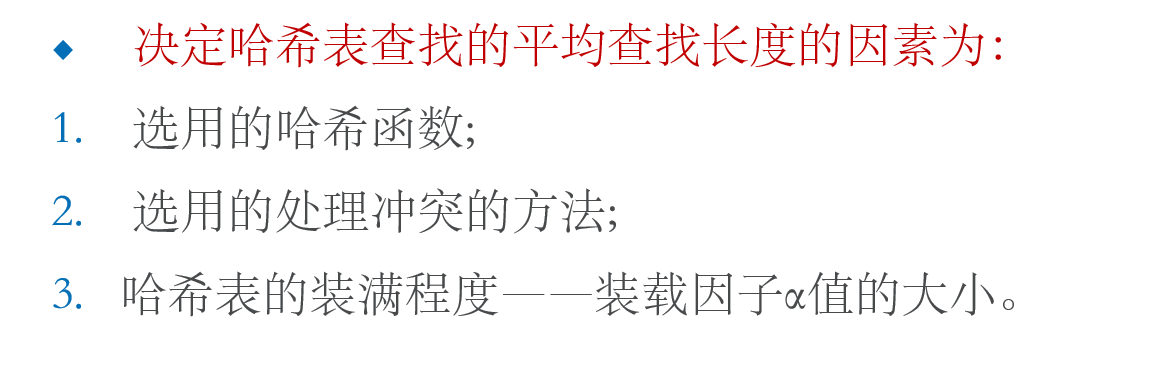 ◆ 决定哈希表查找的平均查找长度的因素为：
1. 选用的哈希函数;
2. 选用的处理冲突的方法;
3. 哈希表的装满程度——装载因子α值的大小。